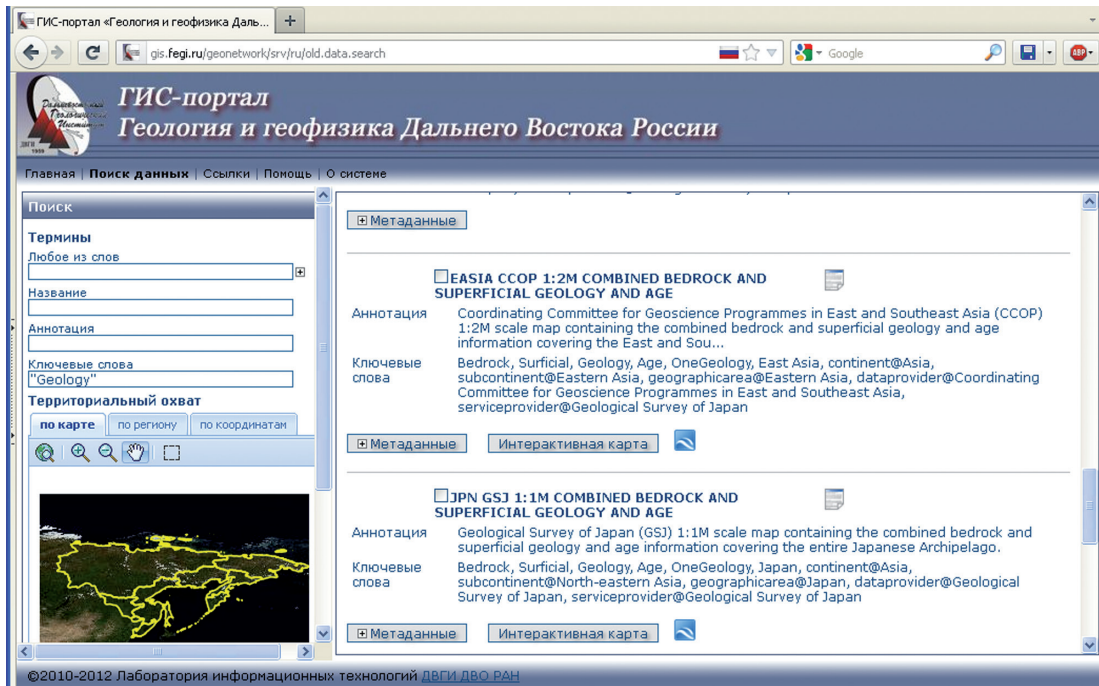 ГИС-портал «Геология и геофизика Даль...
gis.fegi.ru/geonetwork/srv/ru/old.data.search
Google
ABP
Дальневосточный
Геологический
Институт
ДВГИ
1959
ГИС-портал
Геология и геофизика Дальнего Востока России
Главная | Поиск данных | Ссылки | Помощь | О системе
Поиск
Термины
Любое из слов
Название
Аннотация
Ключевые слова
"Geology"
Территориальный охват
по карте по региону по координатам
Метаданные
EASIA CCOP 1:2M COMBINED BEDROCK AND
SUPERFICIAL GEOLOGY AND AGE
Аннотация Coordinating Committee for Geoscience Programmes in East and Southeast Asia (CCOP)
1:2M scale map containing the combined bedrock and superficial geology and age
information covering the East and Sou...
Ключевые слова Bedrock, Surficial, Geology, Age, OneGeology, East Asia, continent@Asia,
subcontinent@Eastern Asia, geographicarea@Eastern Asia, dataprovider@Coordinating
Committee for Geoscience Programmes in East and Southeast Asia,
serviceprovider@Geological Survey of Japan
Метаданные Интерактивная карта
JPN GSJ 1:1M COMBINED BEDROCK AND
SUPERFICIAL GEOLOGY AND AGE
Аннотация Geological Survey of Japan (GSJ) 1:1M scale map containing the combined bedrock and
superficial geology and age information covering the entire Japanese Archipelago.
Ключевые слова Bedrock, Surficial, Geology, Age, OneGeology, Japan, continent@Asia,
subcontinent@North-eastern Asia, geographicarea@Japan, dataprovider@Geological
Survey of Japan, serviceprovider@Geological Survey of Japan
Метаданные Интерактивная карта
©2010-2012 Лаборатория информационных технологий ДВГИ ДВО РАН